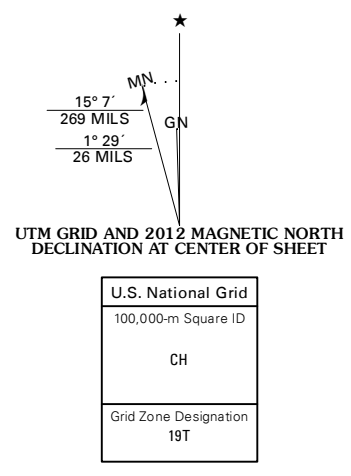 ★
MN
15° 7´
269 MILS
GN
1° 29´
26 MILS
UTM GRID AND 2012 MAGNETIC NORTH
DECLINATION AT CENTER OF SHEET
U.S. National Grid
100,000-m Square ID
CH
Grid Zone Designation
19T